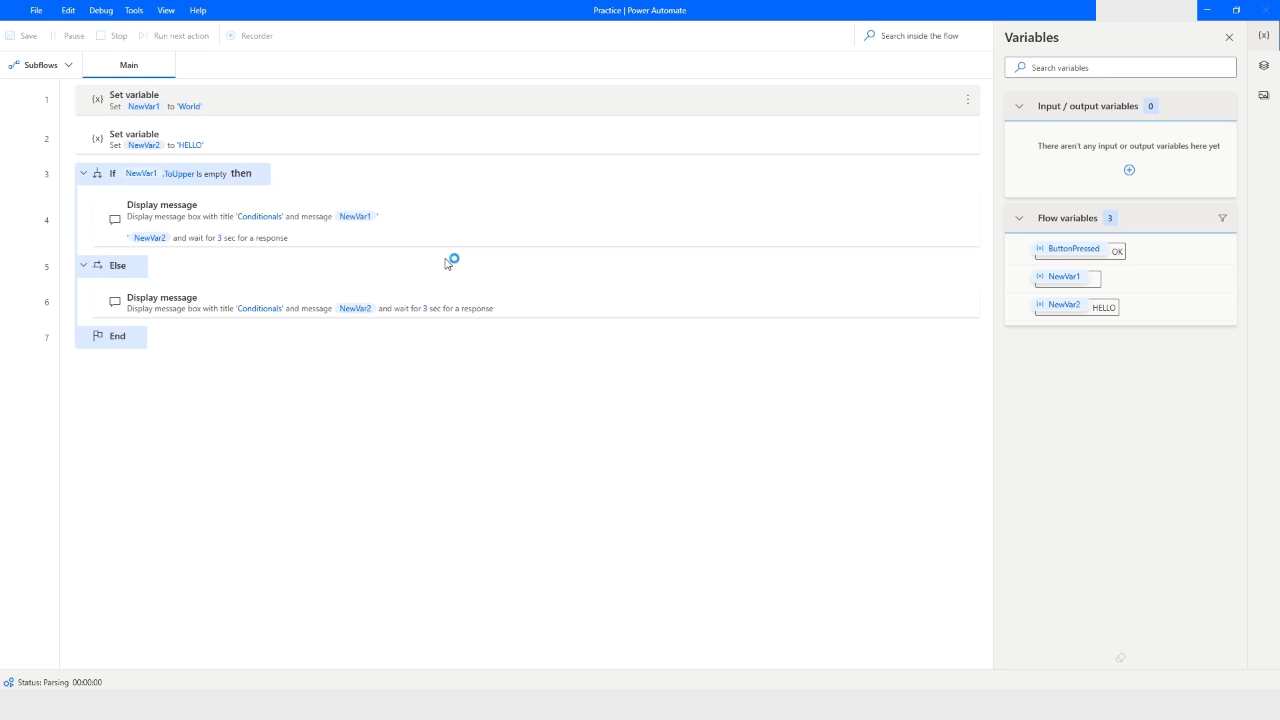 File Edit Debug Tools View Help Practice | Power Automate
Save Pause Stop Run next action Recorder Search inside the flow
Subflows Main
1 {x} Set variable
Set NewVar1 to 'World'
2 {x} Set variable
Set NewVar2 to 'HELLO'
3 If NewVar1 .ToUpper Is empty then
4 Display message
Display message box with title 'Conditionals' and message NewVar1 '
' NewVar2 and wait for 3 sec for a response
5 Else
6 Display message
Display message box with title 'Conditionals' and message NewVar2 and wait for 3 sec for a response
7 End
Variables {x}
Search variables
Input / output variables 0
There aren't any input or output variables here yet
Flow variables 3
{x} ButtonPressed OK
{x} NewVar1
{x} NewVar2 HELLO
Status: Parsing 00:00:00